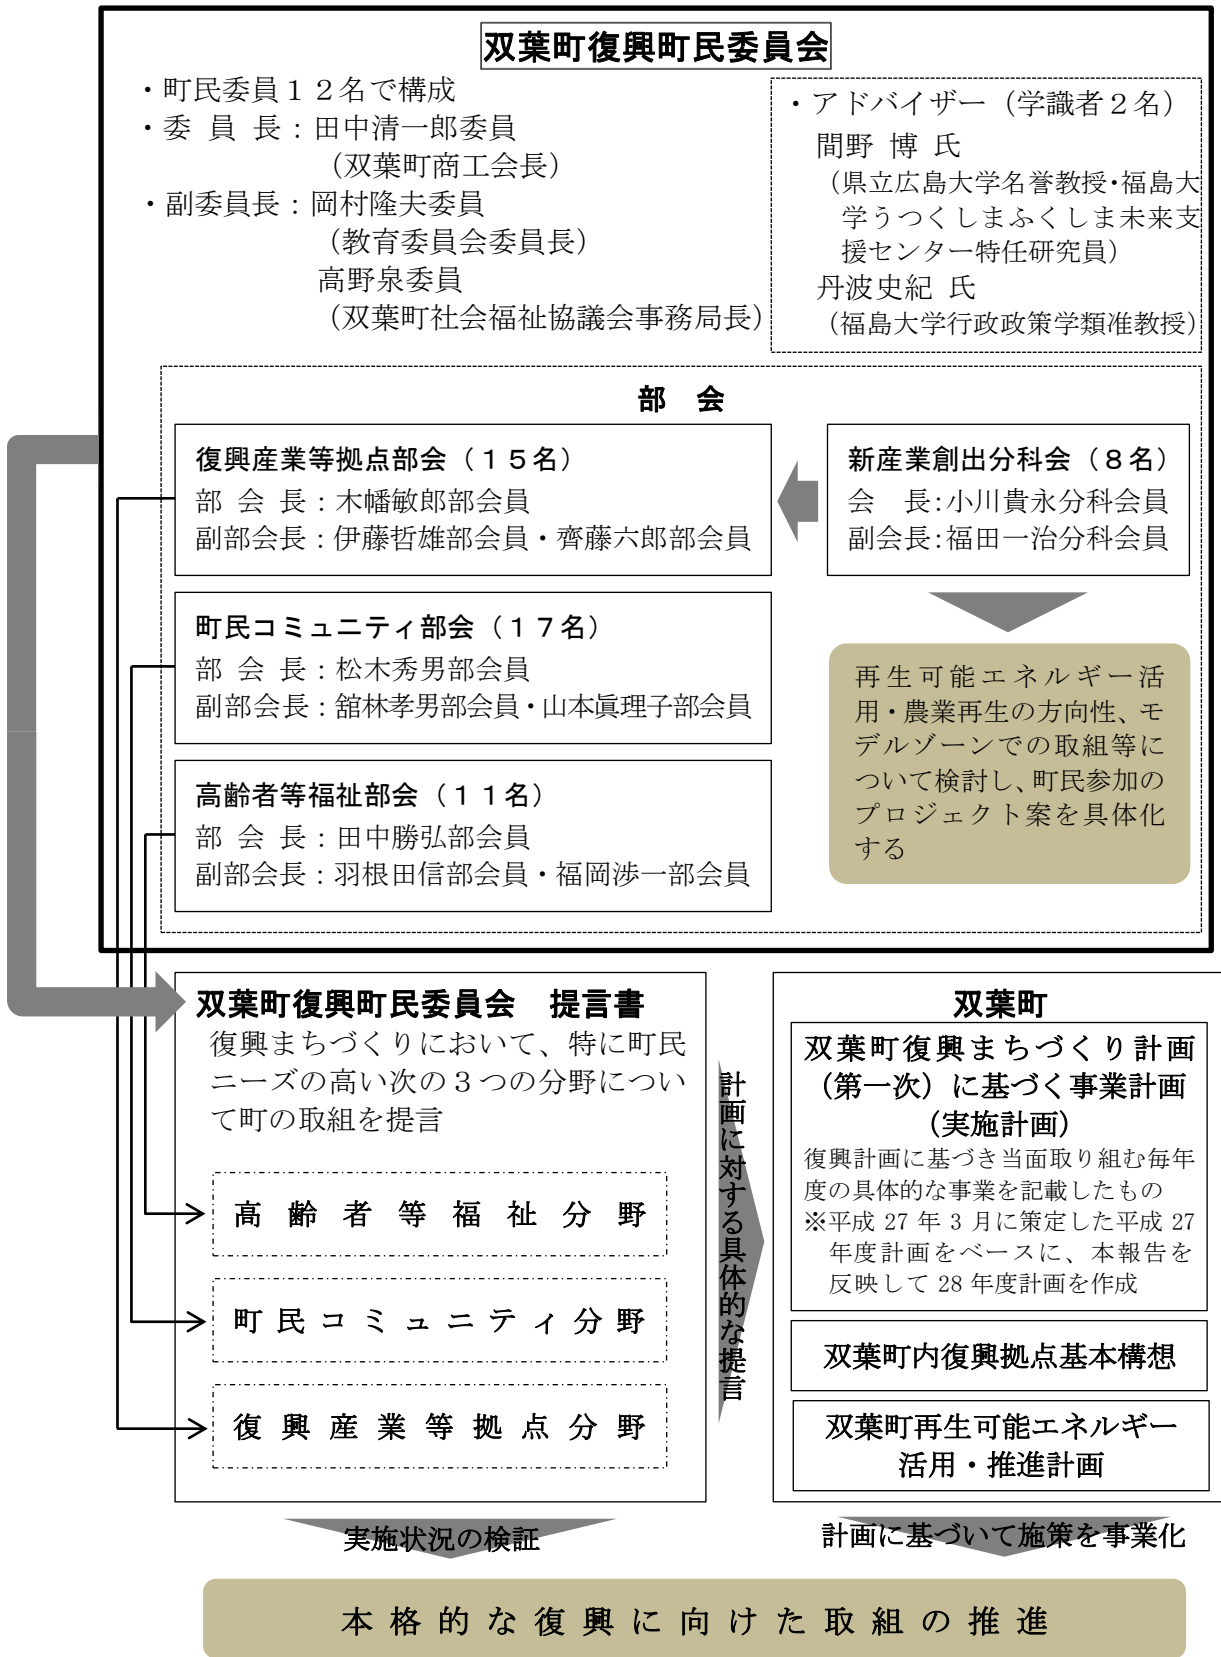 双葉町復興町民委員会
・町民委員１２名で構成
・委 員 長：田中清一郎委員
（双葉町商工会長）
・副委員長：岡村隆夫委員
（教育委員会委員長）
高野泉委員
（双葉町社会福祉協議会事務局長）
・アドバイザー（学識者２名）
間野 博 氏
（県立広島大学名誉教授・福島大
学うつくしまふくしま未来支
援センター特任研究員）
丹波史紀 氏
（福島大学行政政策学類准教授）
部　会
復興産業等拠点部会（１５名）
部 会 長：木幡敏郎部会員
副部会長：伊藤哲雄部会員・齊藤六郎部会員
新産業創出分科会（８名）
会　長：小川貴永分科会員
副会長：福田一治分科会員
町民コミュニティ部会（１７名）
部 会 長：松木秀男部会員
副部会長：舘林孝男部会員・山本眞理子部会員
再生可能エネルギー活
用・農業再生の方向性、モ
デルゾーンでの取組等に
ついて検討し、町民参加の
プロジェクト案を具体化
する
高齢者等福祉部会（１１名）
部 会 長：田中勝弘部会員
副部会長：羽根田信部会員・福岡渉一部会員
双葉町復興町民委員会　提言書
復興まちづくりにおいて、特に町民
ニーズの高い次の３つの分野につい
て町の取組を提言
高齢者等福祉分野
町民コミュニティ分野
復興産業等拠点分野
計画に対する具体的な提言
双葉町
双葉町復興まちづくり計画
（第一次）に基づく事業計画
（実施計画）
復興計画に基づき当面取り組む毎年
度の具体的な事業を記載したもの
※平成 27 年 3 月に策定した平成 27
年度計画をベースに、本報告を
反映して 28 年度計画を作成
双葉町内復興拠点基本構想
双葉町再生可能エネルギー
活用・推進計画
実施状況の検証
計画に基づいて施策を事業化
本格的な復興に向けた取組の推進